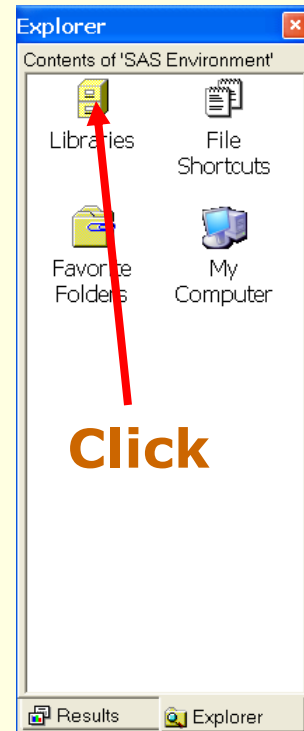 Explorer
Contents of 'SAS Environment'
Libraries
File
Shortcuts
Favorite
Folders
My
Computer
Click
Results
Explorer